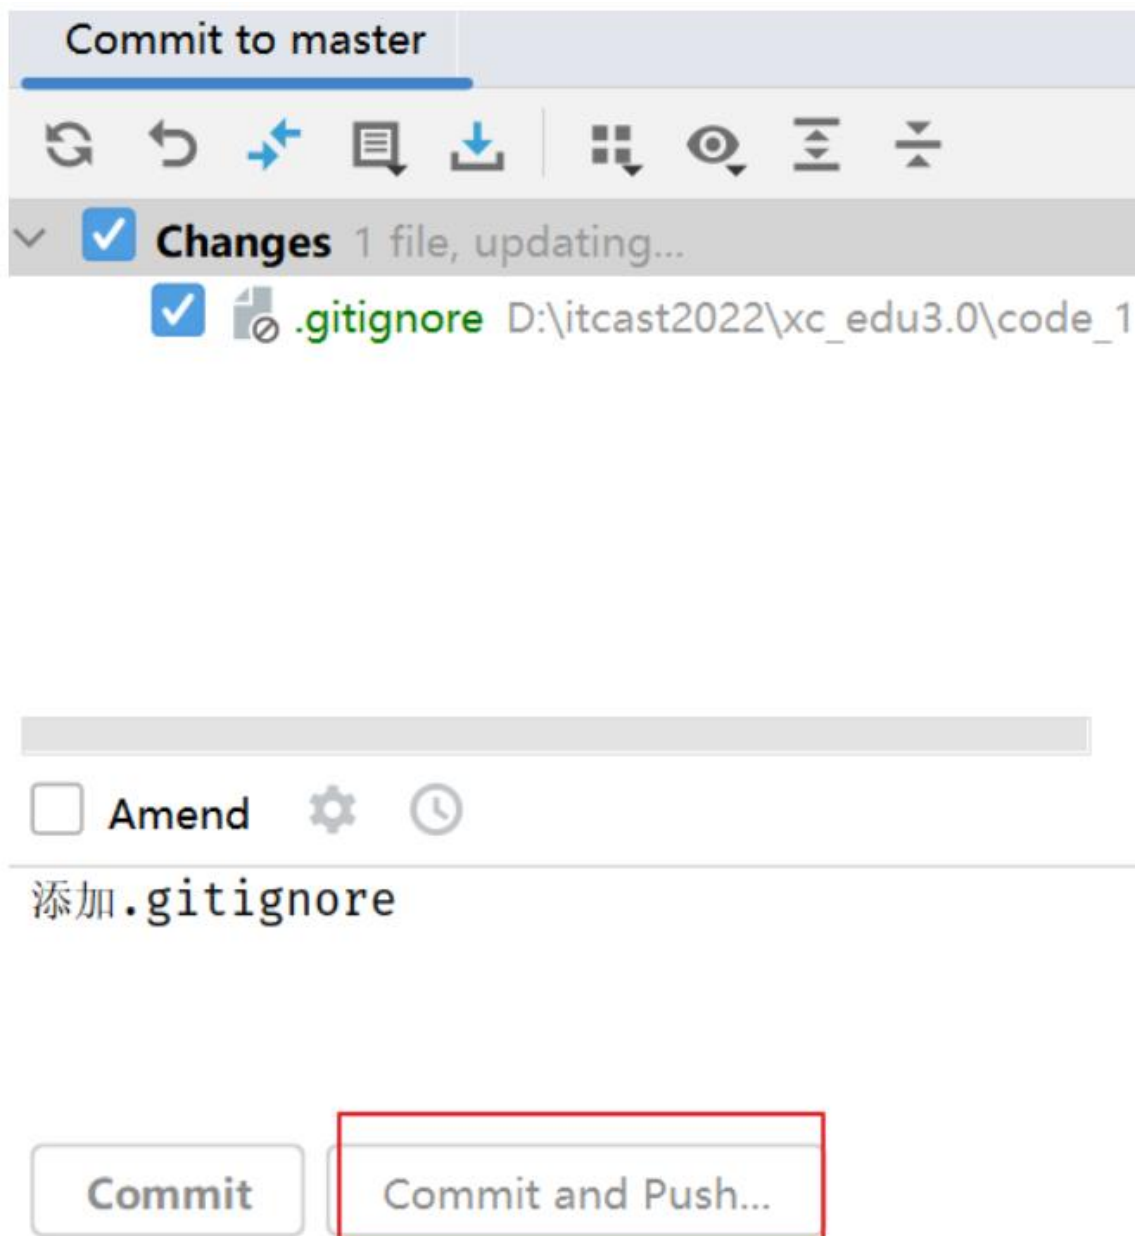 Commit to master
Changes 1 file, updating...
.gitignore D:\itcast2022\xc_edu3.0\code_1
Amend
添加.gitignore
Commit Commit and Push...